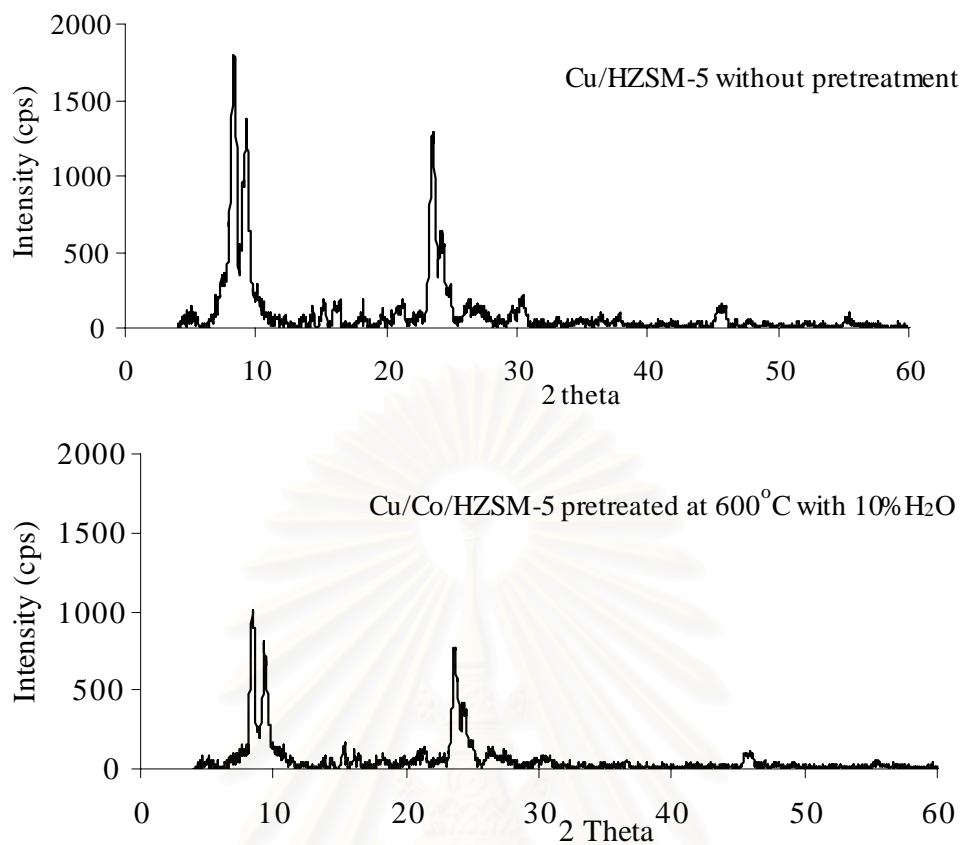 2000
Cu/HZSM-5 without pretreatment
1500
1000
500
0
Intensity (cps)
0 10 20 30 40 50 60
2 theta
2000
Cu/Co/HZSM-5 pretreated at 600°C with 10%H₂O
1500
1000
500
0
Intensity (cps)
0 10 20 30 40 50 60
2 Theta